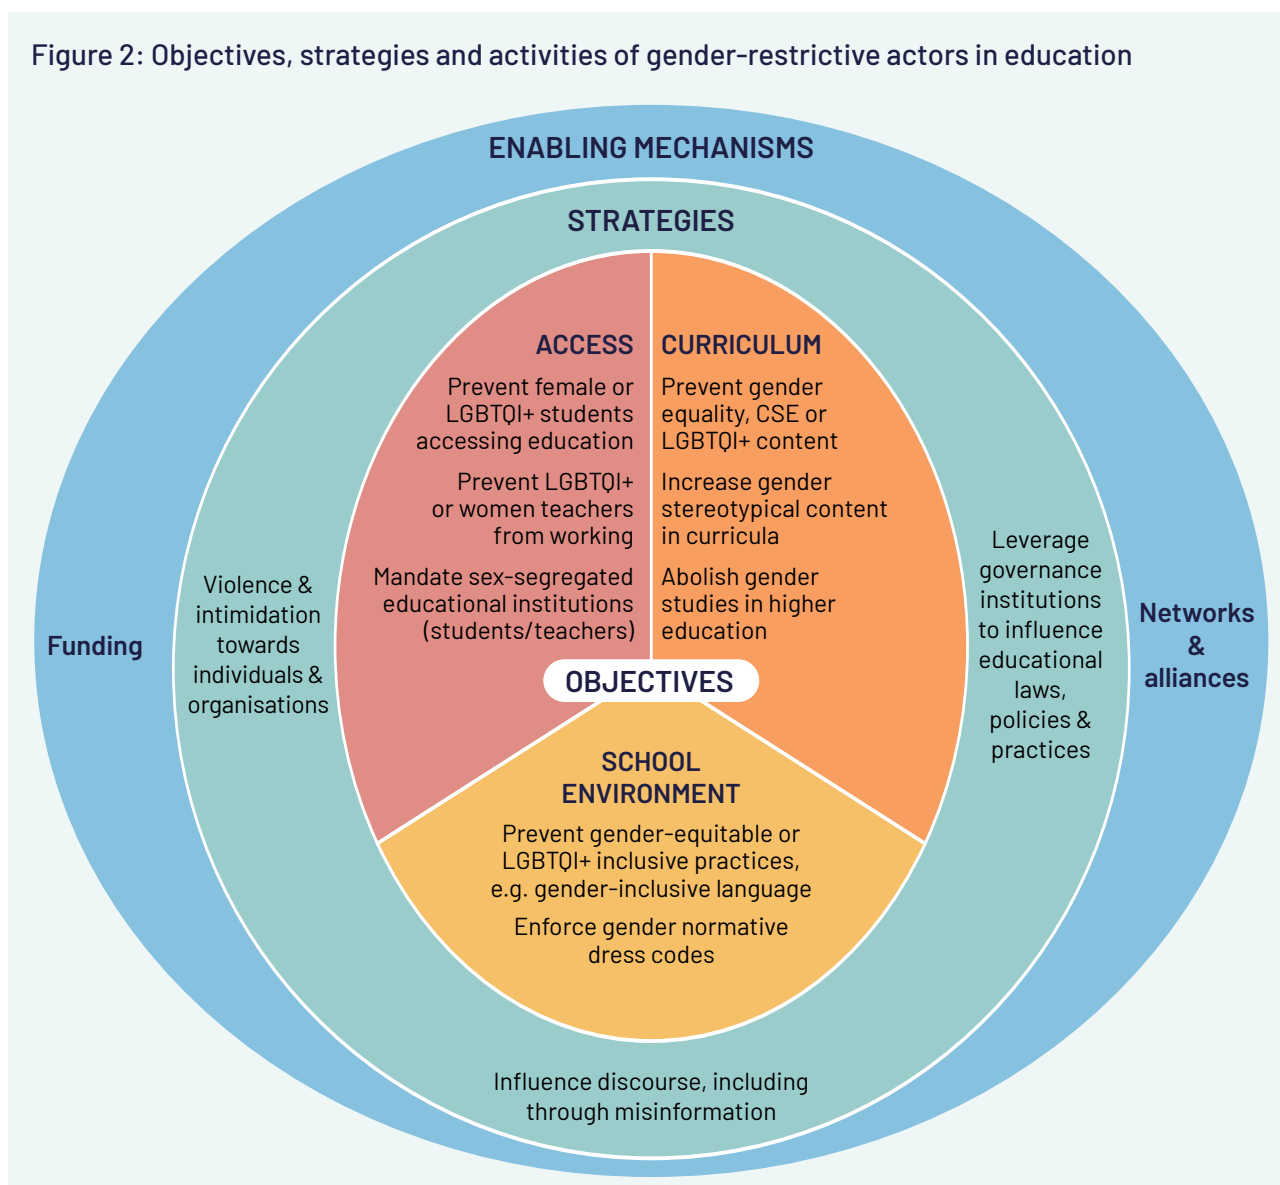 Figure 2: Objectives, strategies and activities of gender-restrictive actors in education
ENABLING MECHANISMS
STRATEGIES
ACCESS
Prevent female or
LGBTQI+ students
accessing education
Prevent LGBTQI+
or women teachers
from working
Mandate sex-segregated
educational institutions
(students/teachers)
CURRICULUM
Prevent gender
equality, CSE or
LGBTQI+ content
Increase gender
stereotypical content
in curricula
Abolish gender
studies in higher
education
OBJECTIVES
SCHOOL
ENVIRONMENT
Prevent gender-equitable or
LGBTQI+ inclusive practices,
e.g. gender-inclusive language
Enforce gender normative
dress codes
Violence &
intimidation
towards
individuals &
organisations
Leverage
governance
institutions
to influence
educational
laws,
policies &
practices
Influence discourse, including
through misinformation
Funding
Networks
&
alliances